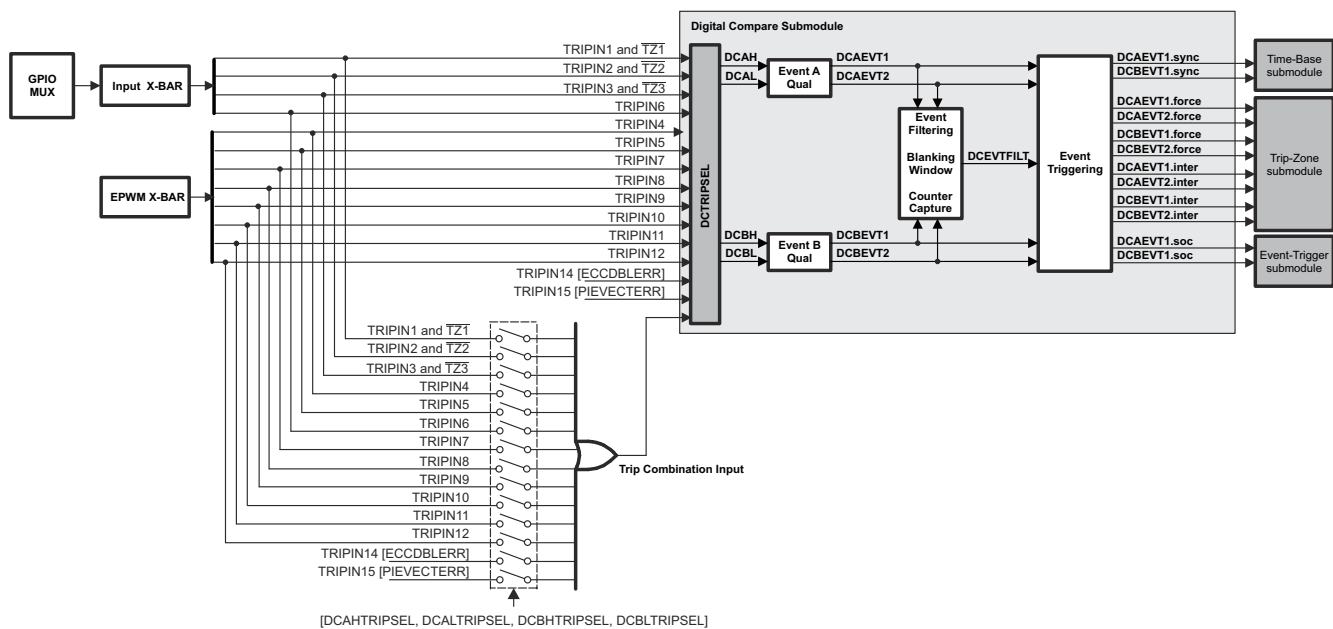 Digital Compare Submodule
GPIO
MUX
Input X-BAR
EPWM X-BAR
TRIPIN1 and TZ1
TRIPIN2 and TZ2
TRIPIN3 and TZ3
TRIPIN6
TRIPIN4
TRIPIN5
TRIPIN7
TRIPIN8
TRIPIN9
TRIPIN10
TRIPIN11
TRIPIN12
TRIPIN14 [ECCDBLERR]
TRIPIN15 [PIEVECTERR]
DCTRIPSEL
DCAH
DCAL
Event A
Qual
DCAEVT1
DCAEVT2
Event
Filtering
Blanking
Window
Counter
Capture
DCEVTFILT
DCBH
DCBL
Event B
Qual
DCBEVT1
DCBEVT2
Event
Triggering
DCAEVT1.sync
DCBEVT1.sync
DCAEVT1.force
DCAEVT2.force
DCBEVT1.force
DCBEVT2.force
DCAEVT1.inter
DCAEVT2.inter
DCBEVT1.inter
DCBEVT2.inter
DCAEVT1.soc
DCBEVT1.soc
Time-Base
submodule
Trip-Zone
submodule
Event-Trigger
submodule
TRIPIN1 and TZ1
TRIPIN2 and TZ2
TRIPIN3 and TZ3
TRIPIN4
TRIPIN5
TRIPIN6
TRIPIN7
TRIPIN8
TRIPIN9
TRIPIN10
TRIPIN11
TRIPIN12
TRIPIN14 [ECCDBLERR]
TRIPIN15 [PIEVECTERR]
Trip Combination Input
[DCAHTRIPSEL, DCALTRIPSEL, DCBHTRIPSEL, DCBLTRIPSEL]